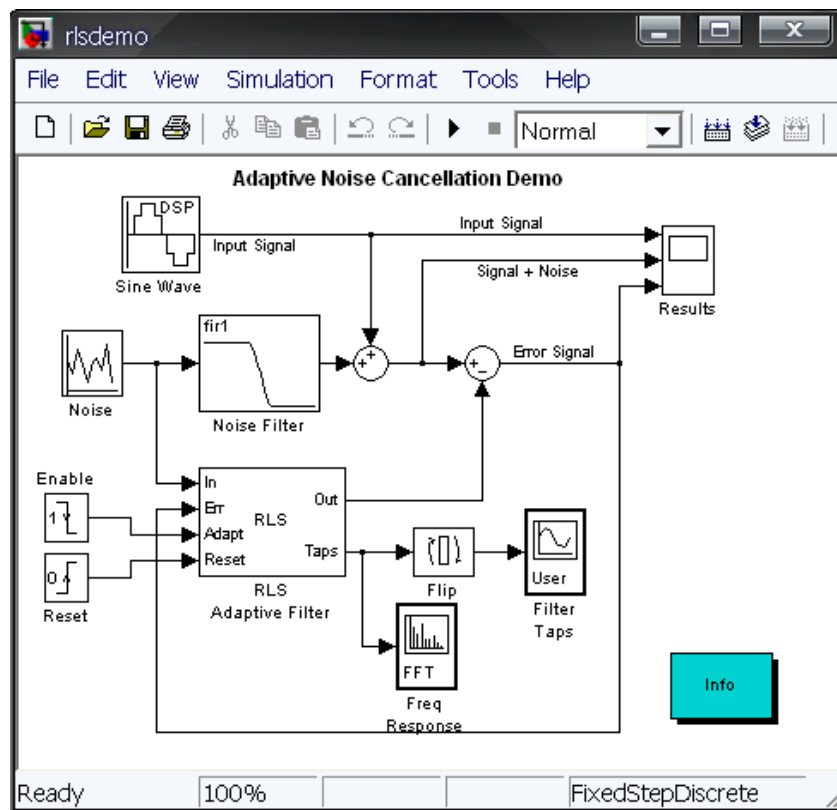 rlsdemo
File Edit View Simulation Format Tools Help
Normal
Adaptive Noise Cancellation Demo
DSP
Sine Wave
Input Signal
Input Signal
Signal + Noise
Results
Noise
fir1
Noise Filter
Error Signal
Enable
1
0
Reset
In
Err
Adapt
Reset
RLS
Out
Taps
RLS
Adaptive Filter
Flip
User
Filter
Taps
FFT
Freq
Response
Info
Ready 100% FixedStepDiscrete